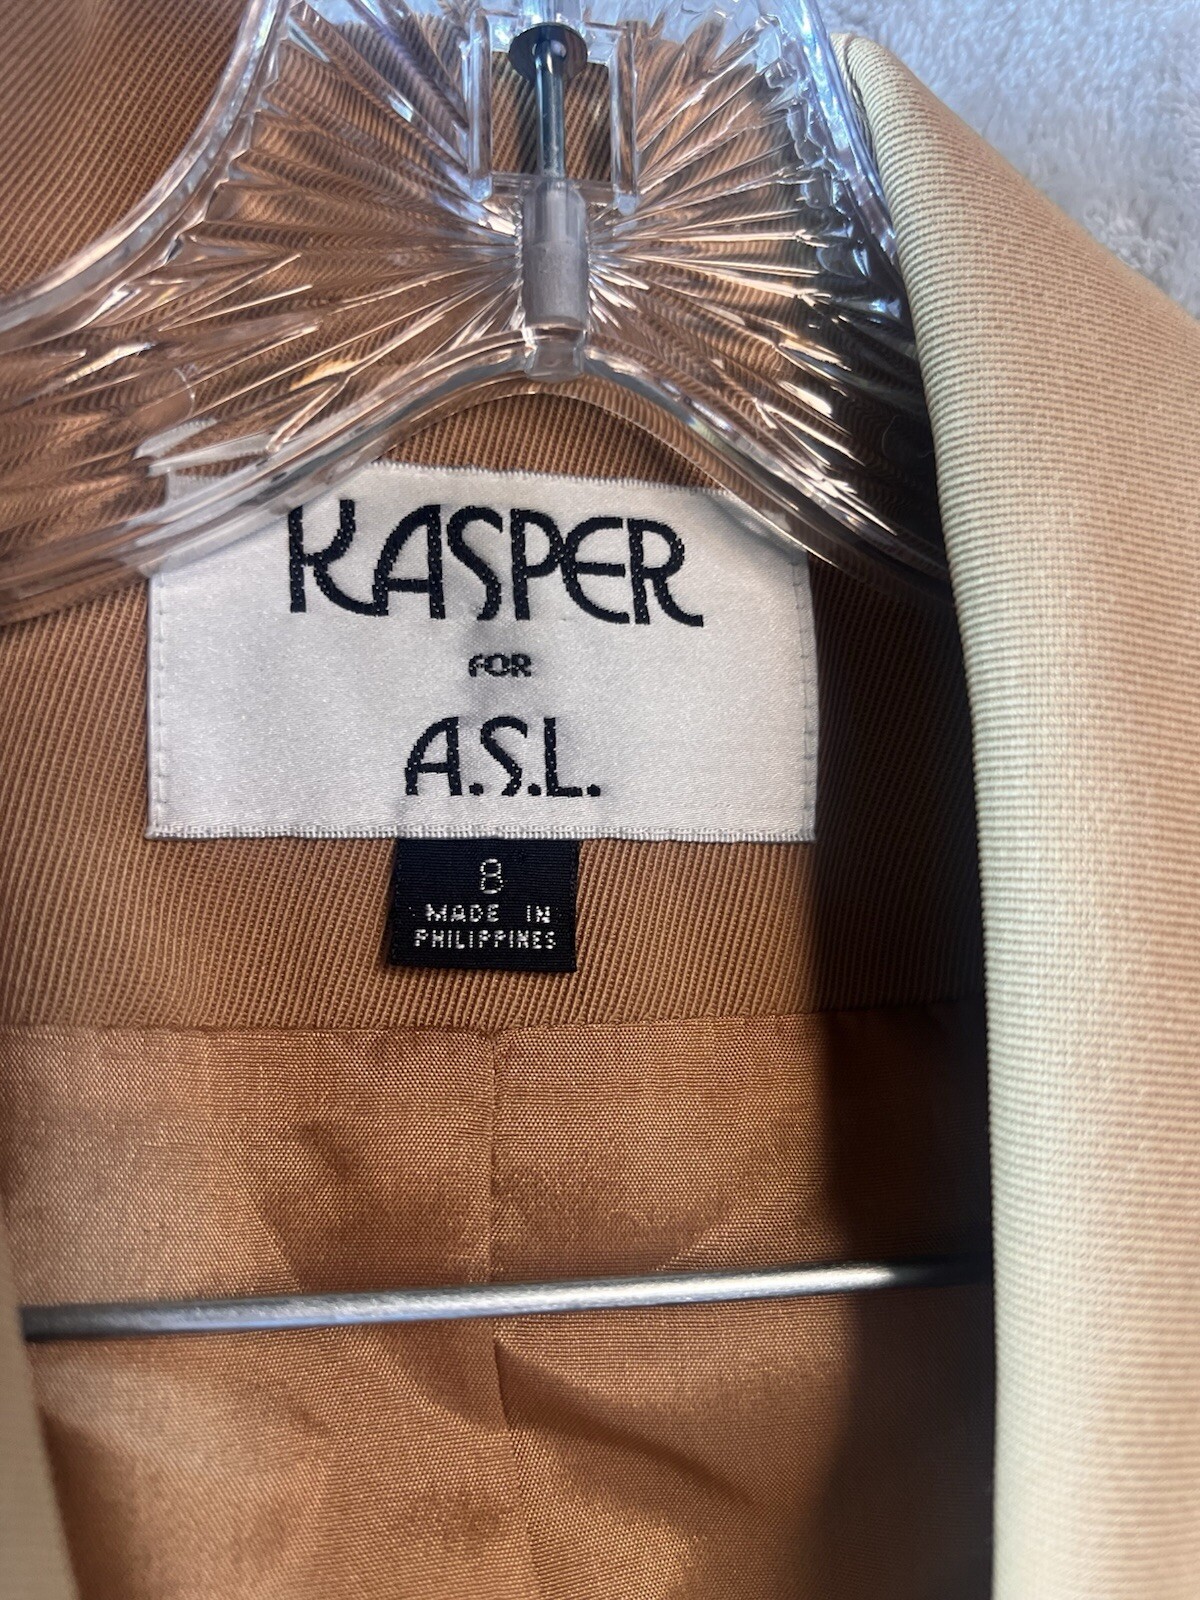 KASPER
FOR
A.S.L.
8
MADE IN
PHILIPPINES